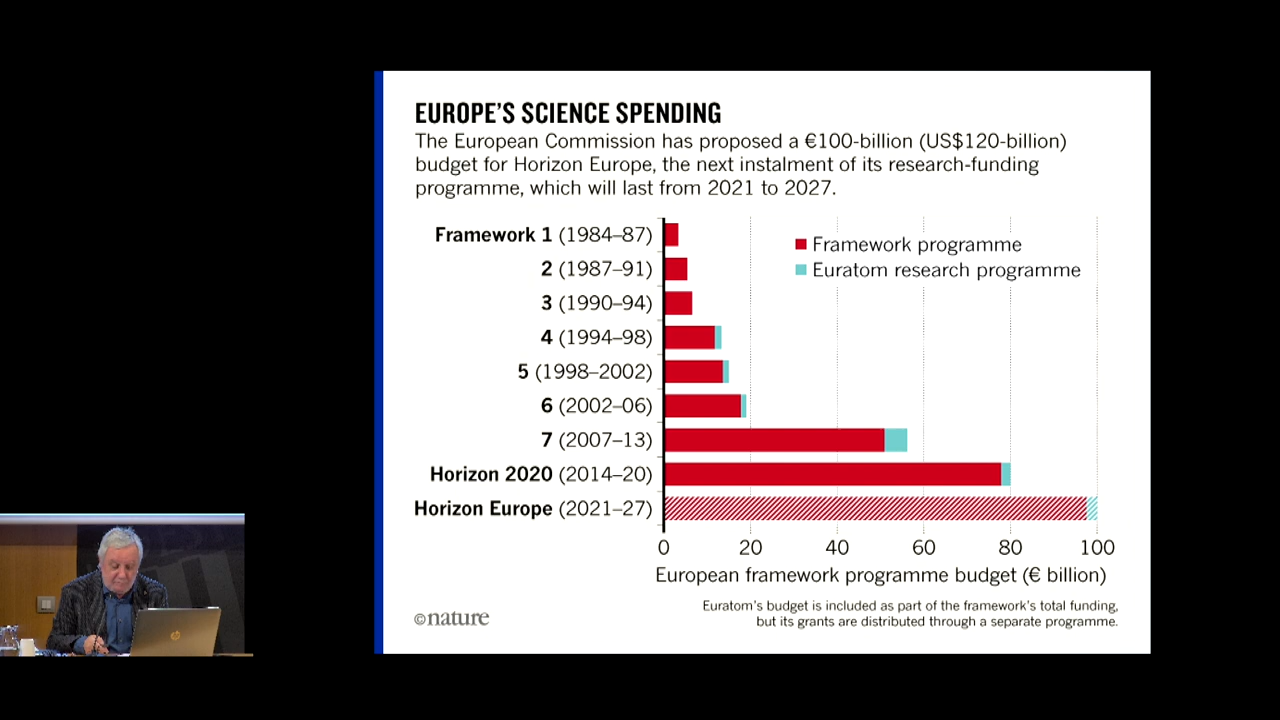 EUROPE'S SCIENCE SPENDING
The European Commission has proposed a €100-billion (US$120-billion)
budget for Horizon Europe, the next instalment of its research-funding
programme, which will last from 2021 to 2027.
Framework 1 (1984–87)
2 (1987–91)
3 (1990–94)
4 (1994–98)
5 (1998–2002)
6 (2002–06)
7 (2007–13)
Horizon 2020 (2014–20)
Horizon Europe (2021–27)
Framework programme
Euratom research programme
0 20 40 60 80 100
European framework programme budget (€ billion)
Euratom's budget is included as part of the framework's total funding,
but its grants are distributed through a separate programme.
©nature
hp